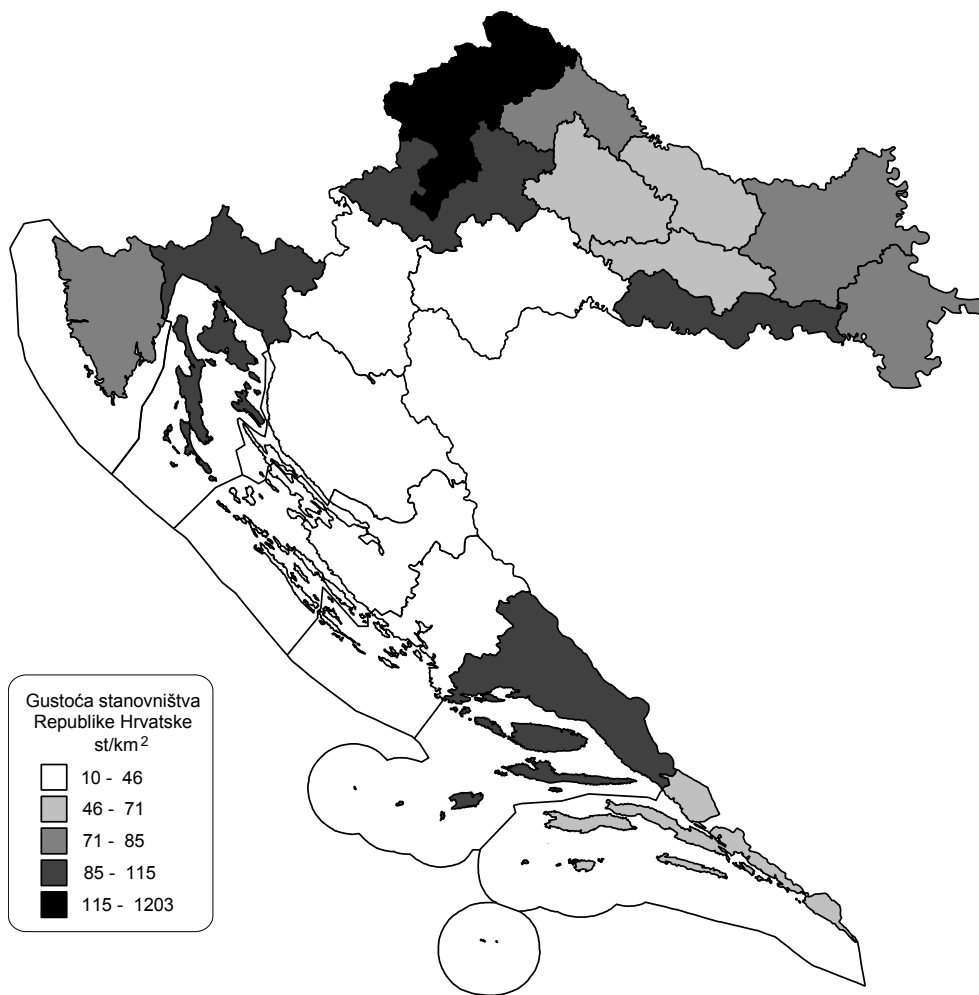 Gustoća stanovništva
Republike Hrvatske
st/km²
10 - 46
46 - 71
71 - 85
85 - 115
115 - 1203